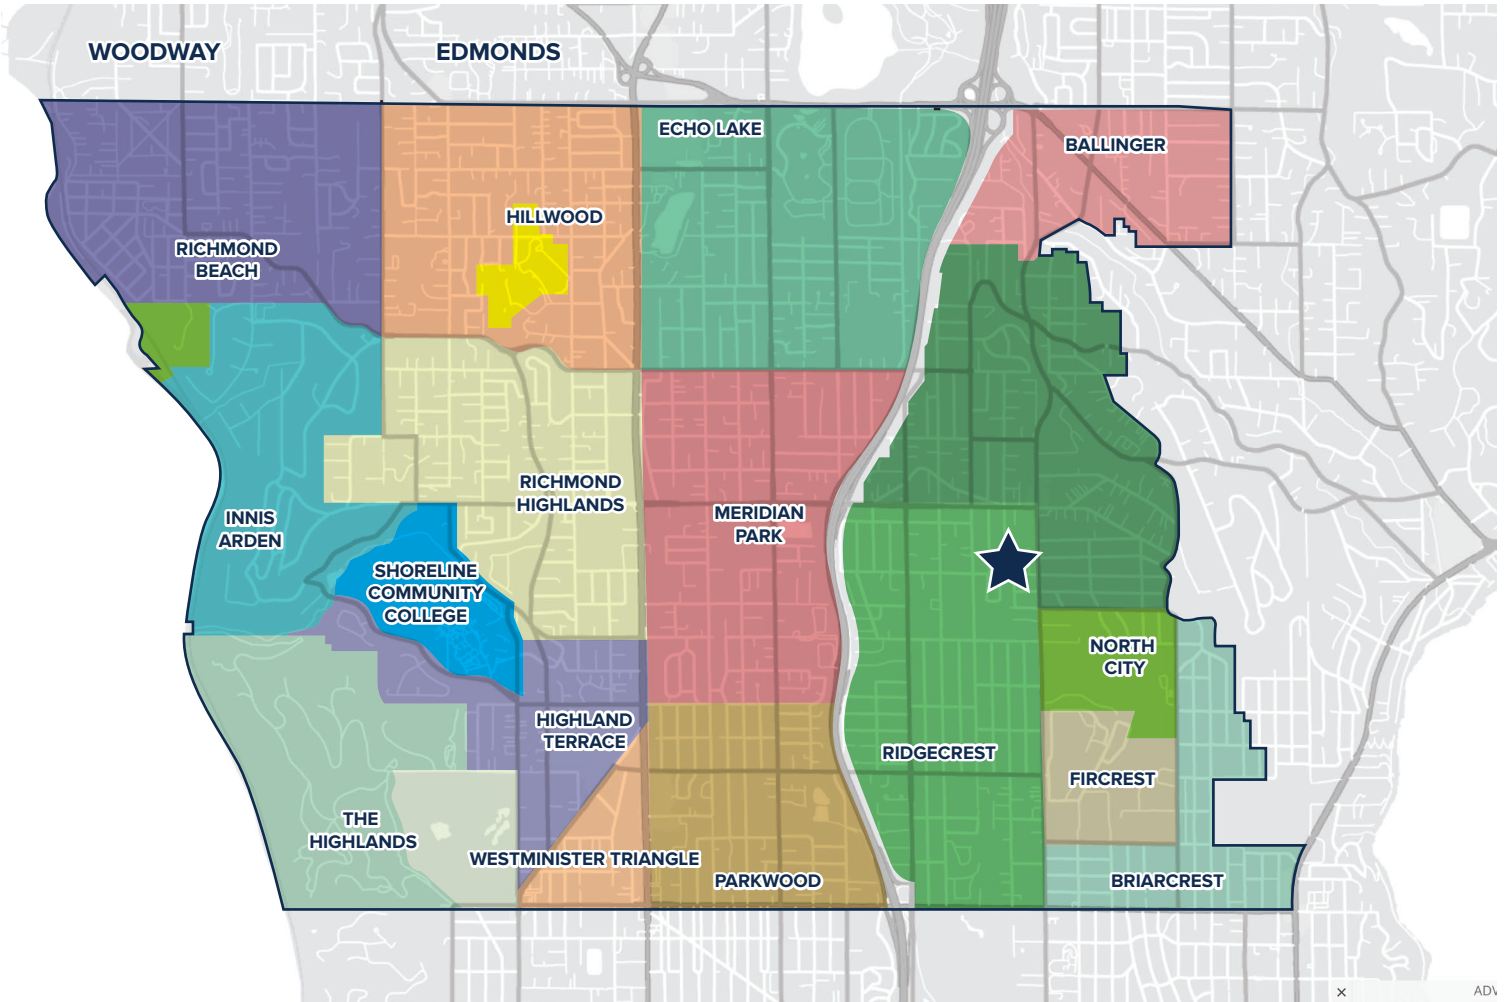 WOODWAY
EDMONDS
ECHO LAKE
BALLINGER
HILLWOOD
RICHMOND
BEACH
RICHMOND
HIGHLANDS
MERIDIAN
PARK
INNIS
ARDEN
SHORELINE
COMMUNITY
COLLEGE
NORTH
CITY
HIGHLAND
TERRACE
RIDGECREST
FIRCREST
THE
HIGHLANDS
WESTMINISTER TRIANGLE
PARKWOOD
BRIARCREST
× ADV